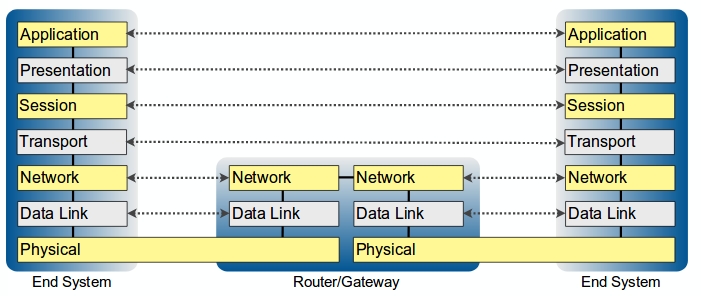 Application Application
Presentation Presentation
Session Session
Transport Transport
Network Network Network Network
Data Link Data Link Data Link Data Link
Physical Physical
End System Router/Gateway End System